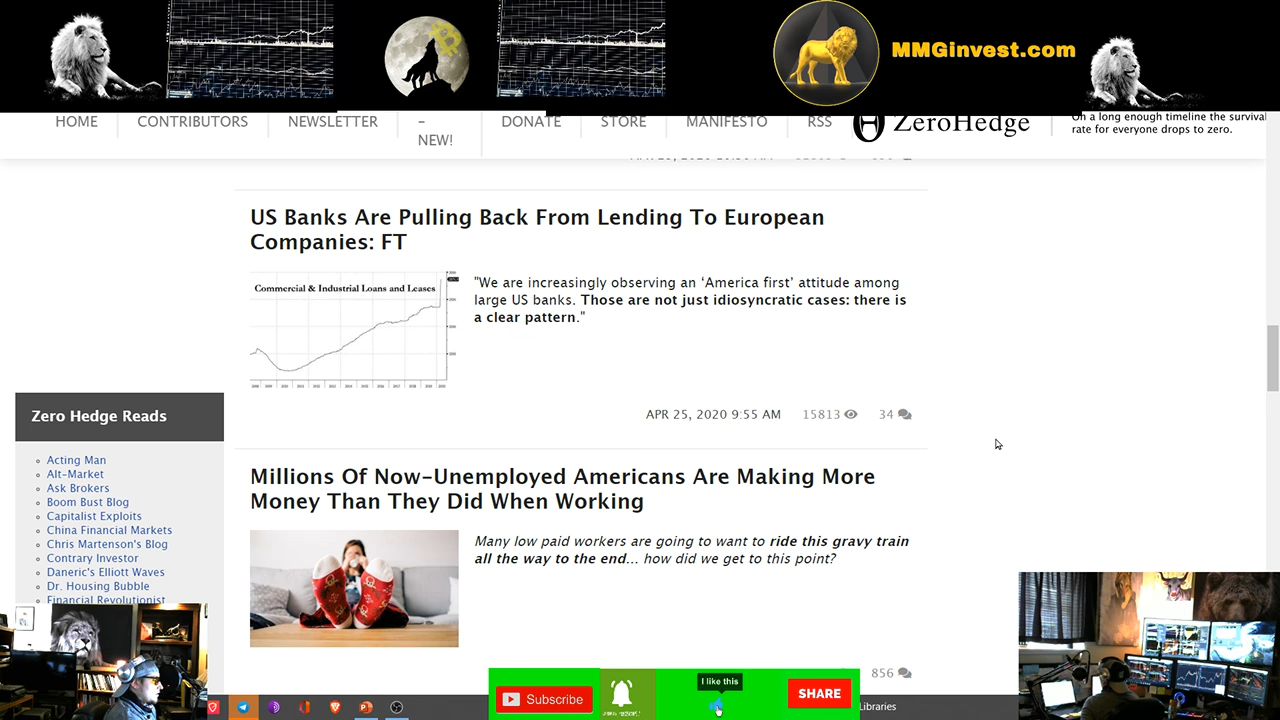 MMGinvest.com
HOME
CONTRIBUTORS
NEWSLETTER
–
NEW!
DONATE
STORE
MANIFESTO
RSS
ZeroHedge
On a long enough timeline the survival
rate for everyone drops to zero.
US Banks Are Pulling Back From Lending To European
Companies: FT
Commercial & Industrial Loans and Leases
"We are increasingly observing an ‘America first’ attitude among
large US banks. Those are not just idiosyncratic cases: there is
a clear pattern."
APR 25, 2020 9:55 AM 15813 34
Zero Hedge Reads
Acting Man
Alt-Market
Ask Brokers
Boom Bust Blog
Capitalist Exploits
China Financial Markets
Chris Martenson's Blog
Contrary Investor
Daneric's Elliott Waves
Dr. Housing Bubble
Financial Revolutionist
Millions Of Now-Unemployed Americans Are Making More
Money Than They Did When Working
Many low paid workers are going to want to ride this gravy train
all the way to the end... how did we get to this point?
856
I like this
Subscribe
SHARE
Libraries